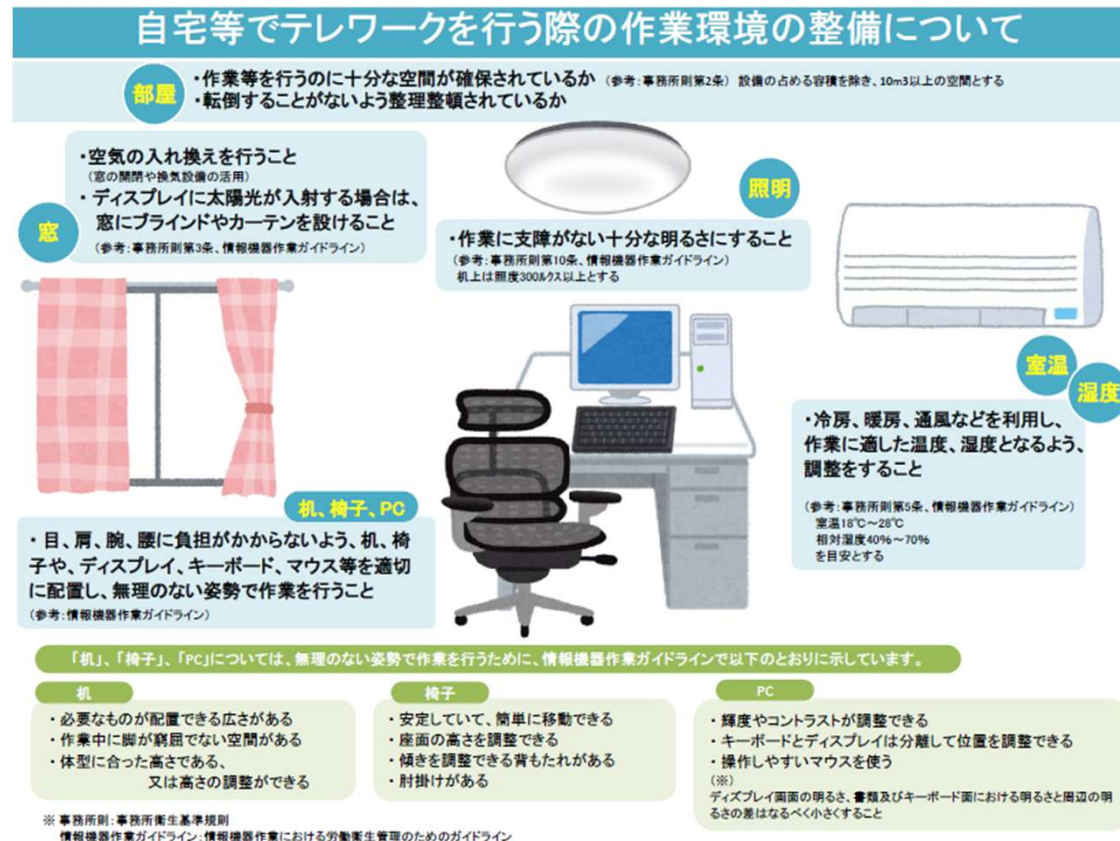 自宅等でテレワークを行う際の作業環境の整備について
部屋
・作業等を行うのに十分な空間が確保されているか（参考：事務所則第2条） 設備の占める容積を除き、10m3以上の空間とする
・転倒することがないよう整理整頓されているか
窓
・空気の入れ換えを行うこと
（窓の開閉や換気設備の活用）
・ディスプレイに太陽光が入射する場合は、
窓にブラインドやカーテンを設けること
（参考：事務所則第3条、情報機器作業ガイドライン）
照明
・作業に支障がない十分な明るさにすること
（参考：事務所則第10条、情報機器作業ガイドライン）
机上は照度300ルクス以上とする
室温
湿度
・冷房、暖房、通風などを利用し、
作業に適した温度、湿度となるよう、
調整をすること
（参考：事務所則第5条、情報機器作業ガイドライン）
室温18℃～28℃
相対湿度40％～70％
を目安とする
机、椅子、PC
・目、肩、腕、腰に負担がかからないよう、机、椅
子や、ディスプレイ、キーボード、マウス等を適切
に配置し、無理のない姿勢で作業を行うこと
（参考：情報機器作業ガイドライン）
「机」、「椅子」、「PC」については、無理のない姿勢で作業を行うために、情報機器作業ガイドラインで以下のとおりに示しています。
机
・必要なものが配置できる広さがある
・作業中に脚が窮屈でない空間がある
・体型に合った高さである、
又は高さの調整ができる
椅子
・安定していて、簡単に移動できる
・座面の高さを調整できる
・傾きを調整できる背もたれがある
・肘掛けがある
PC
・輝度やコントラストが調整できる
・キーボードとディスプレイは分離して位置を調整できる
・操作しやすいマウスを使う
（※）
ディズプレイ画面の明るさ、書類及びキーボード面における明るさと周辺の明
るさの差はなるべく小さくすること
※ 事務所則：事務所衛生基準規則
情報機器作業ガイドライン：情報機器作業における労働衛生管理のためのガイドライン